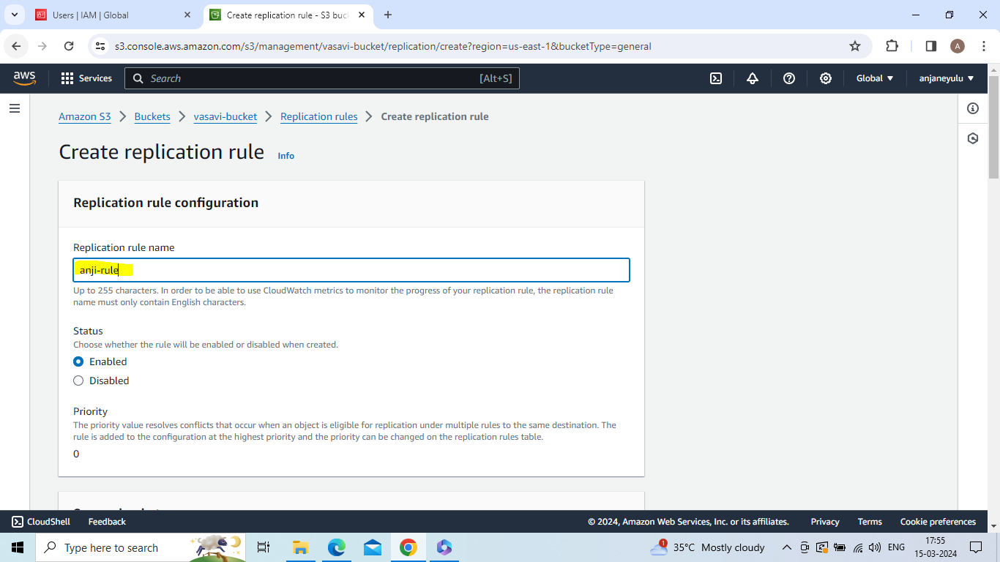 Users | IAM | Global
Create replication rule - S3 buc
s3.console.aws.amazon.com/s3/management/vasavi-bucket/replication/create?region=us-east-1&bucketType=general
A
aws
Services
Search
[Alt+S]
Global
anjaneyulu
Amazon S3
Buckets
vasavi-bucket
Replication rules
Create replication rule
Create replication rule
Info
Replication rule configuration
Replication rule name
anji-rule
Up to 255 characters. In order to be able to use CloudWatch metrics to monitor the progress of your replication rule, the replication rule
name must only contain English characters.
Status
Choose whether the rule will be enabled or disabled when created.
Enabled
Disabled
Priority
The priority value resolves conflicts that occur when an object is eligible for replication under multiple rules to the same destination. The
rule is added to the configuration at the highest priority and the priority can be changed on the replication rules table.
0
CloudShell
Feedback
© 2024, Amazon Web Services, Inc. or its affiliates.
Privacy
Terms
Cookie preferences
Type here to search
1
35°C Mostly cloudy
ENG
17:55
15-03-2024